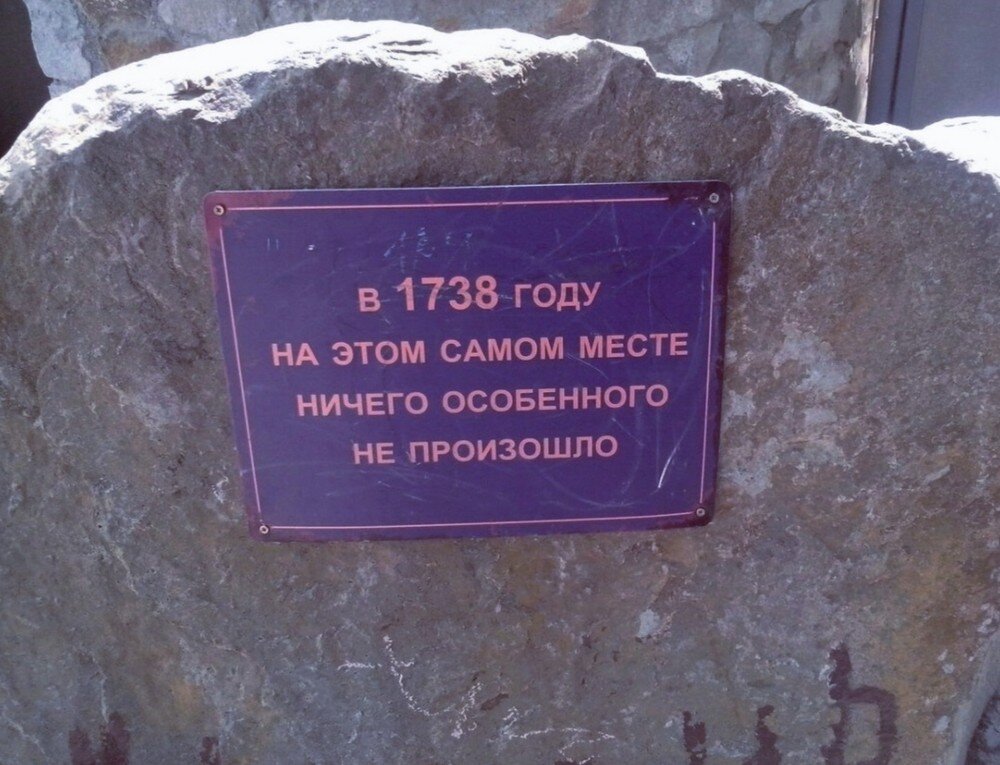 В 1738 ГОДУ
НА ЭТОМ САМОМ МЕСТЕ
НИЧЕГО ОСОБЕННОГО
НЕ ПРОИЗОШЛО